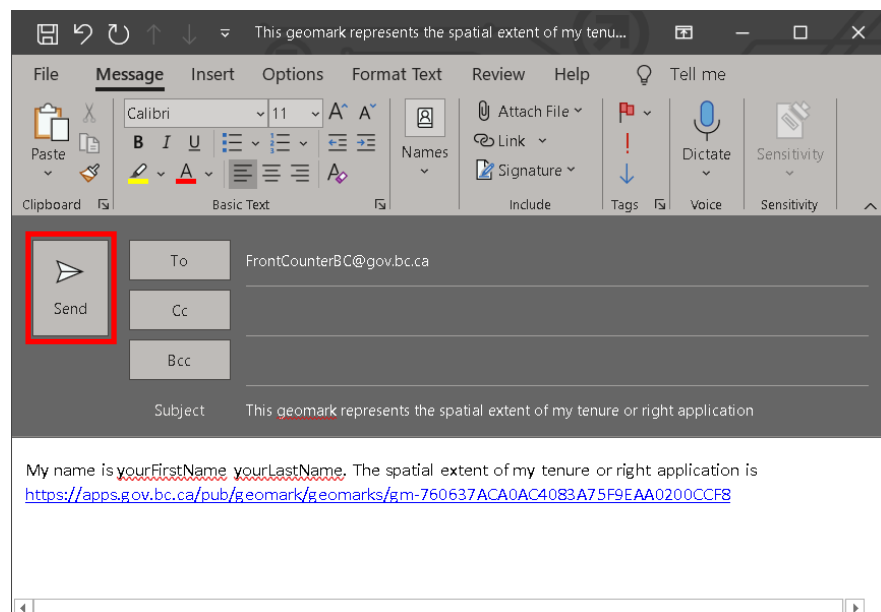 This geomark represents the spatial extent of my tenu...
File Message Insert Options Format Text Review Help Tell me
Calibri 11 A^ A˅
B I U A A
Paste
Names
Attach File
Link
Signature
Dictate
Sensitivity
Clipboard Basic Text Include Tags Voice Sensitivity
Send
To FrontCounterBC@gov.bc.ca
Cc
Bcc
Subject This geomark represents the spatial extent of my tenure or right application
My name is yourFirstName yourLastName. The spatial extent of my tenure or right application is
https://apps.gov.bc.ca/pub/geomark/geomarks/gm-760637ACA0AC4083A75F9EAA0200CCF8